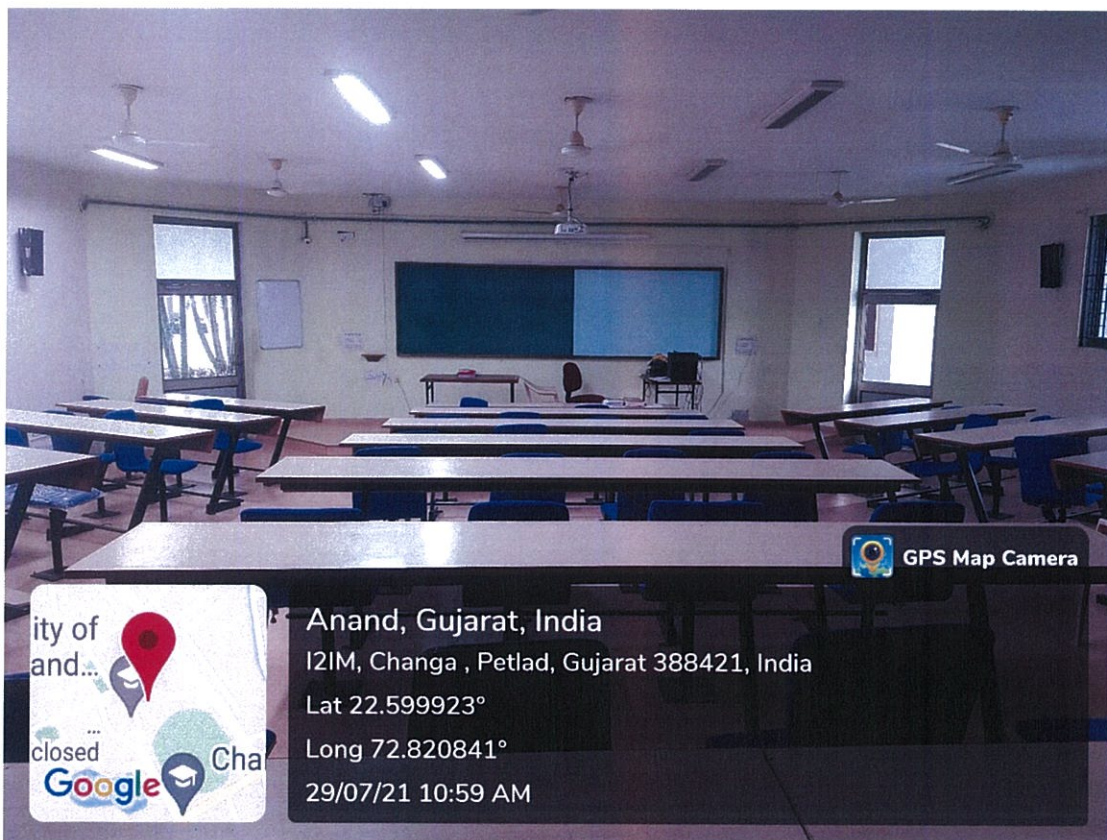 GPS Map Camera
ity of
and...
...
closed
Cha
Google
Anand, Gujarat, India
I2IM, Changa , Petlad, Gujarat 388421, India
Lat 22.599923°
Long 72.820841°
29/07/21 10:59 AM